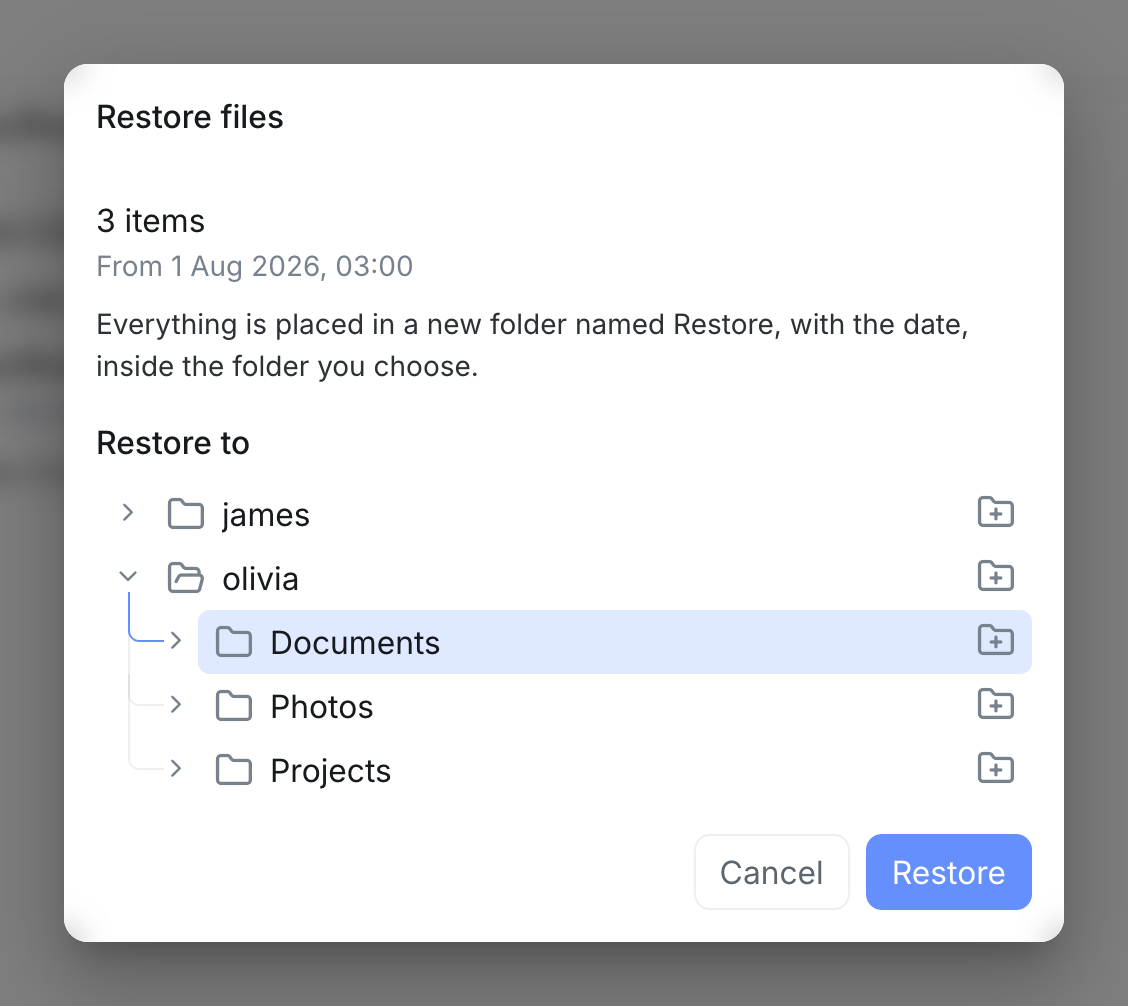 Restore files
3 items
From 1 Aug 2026, 03:00
Everything is placed in a new folder named Restore, with the date,
inside the folder you choose.
Restore to
james
olivia
Documents
Photos
Projects
Cancel
Restore